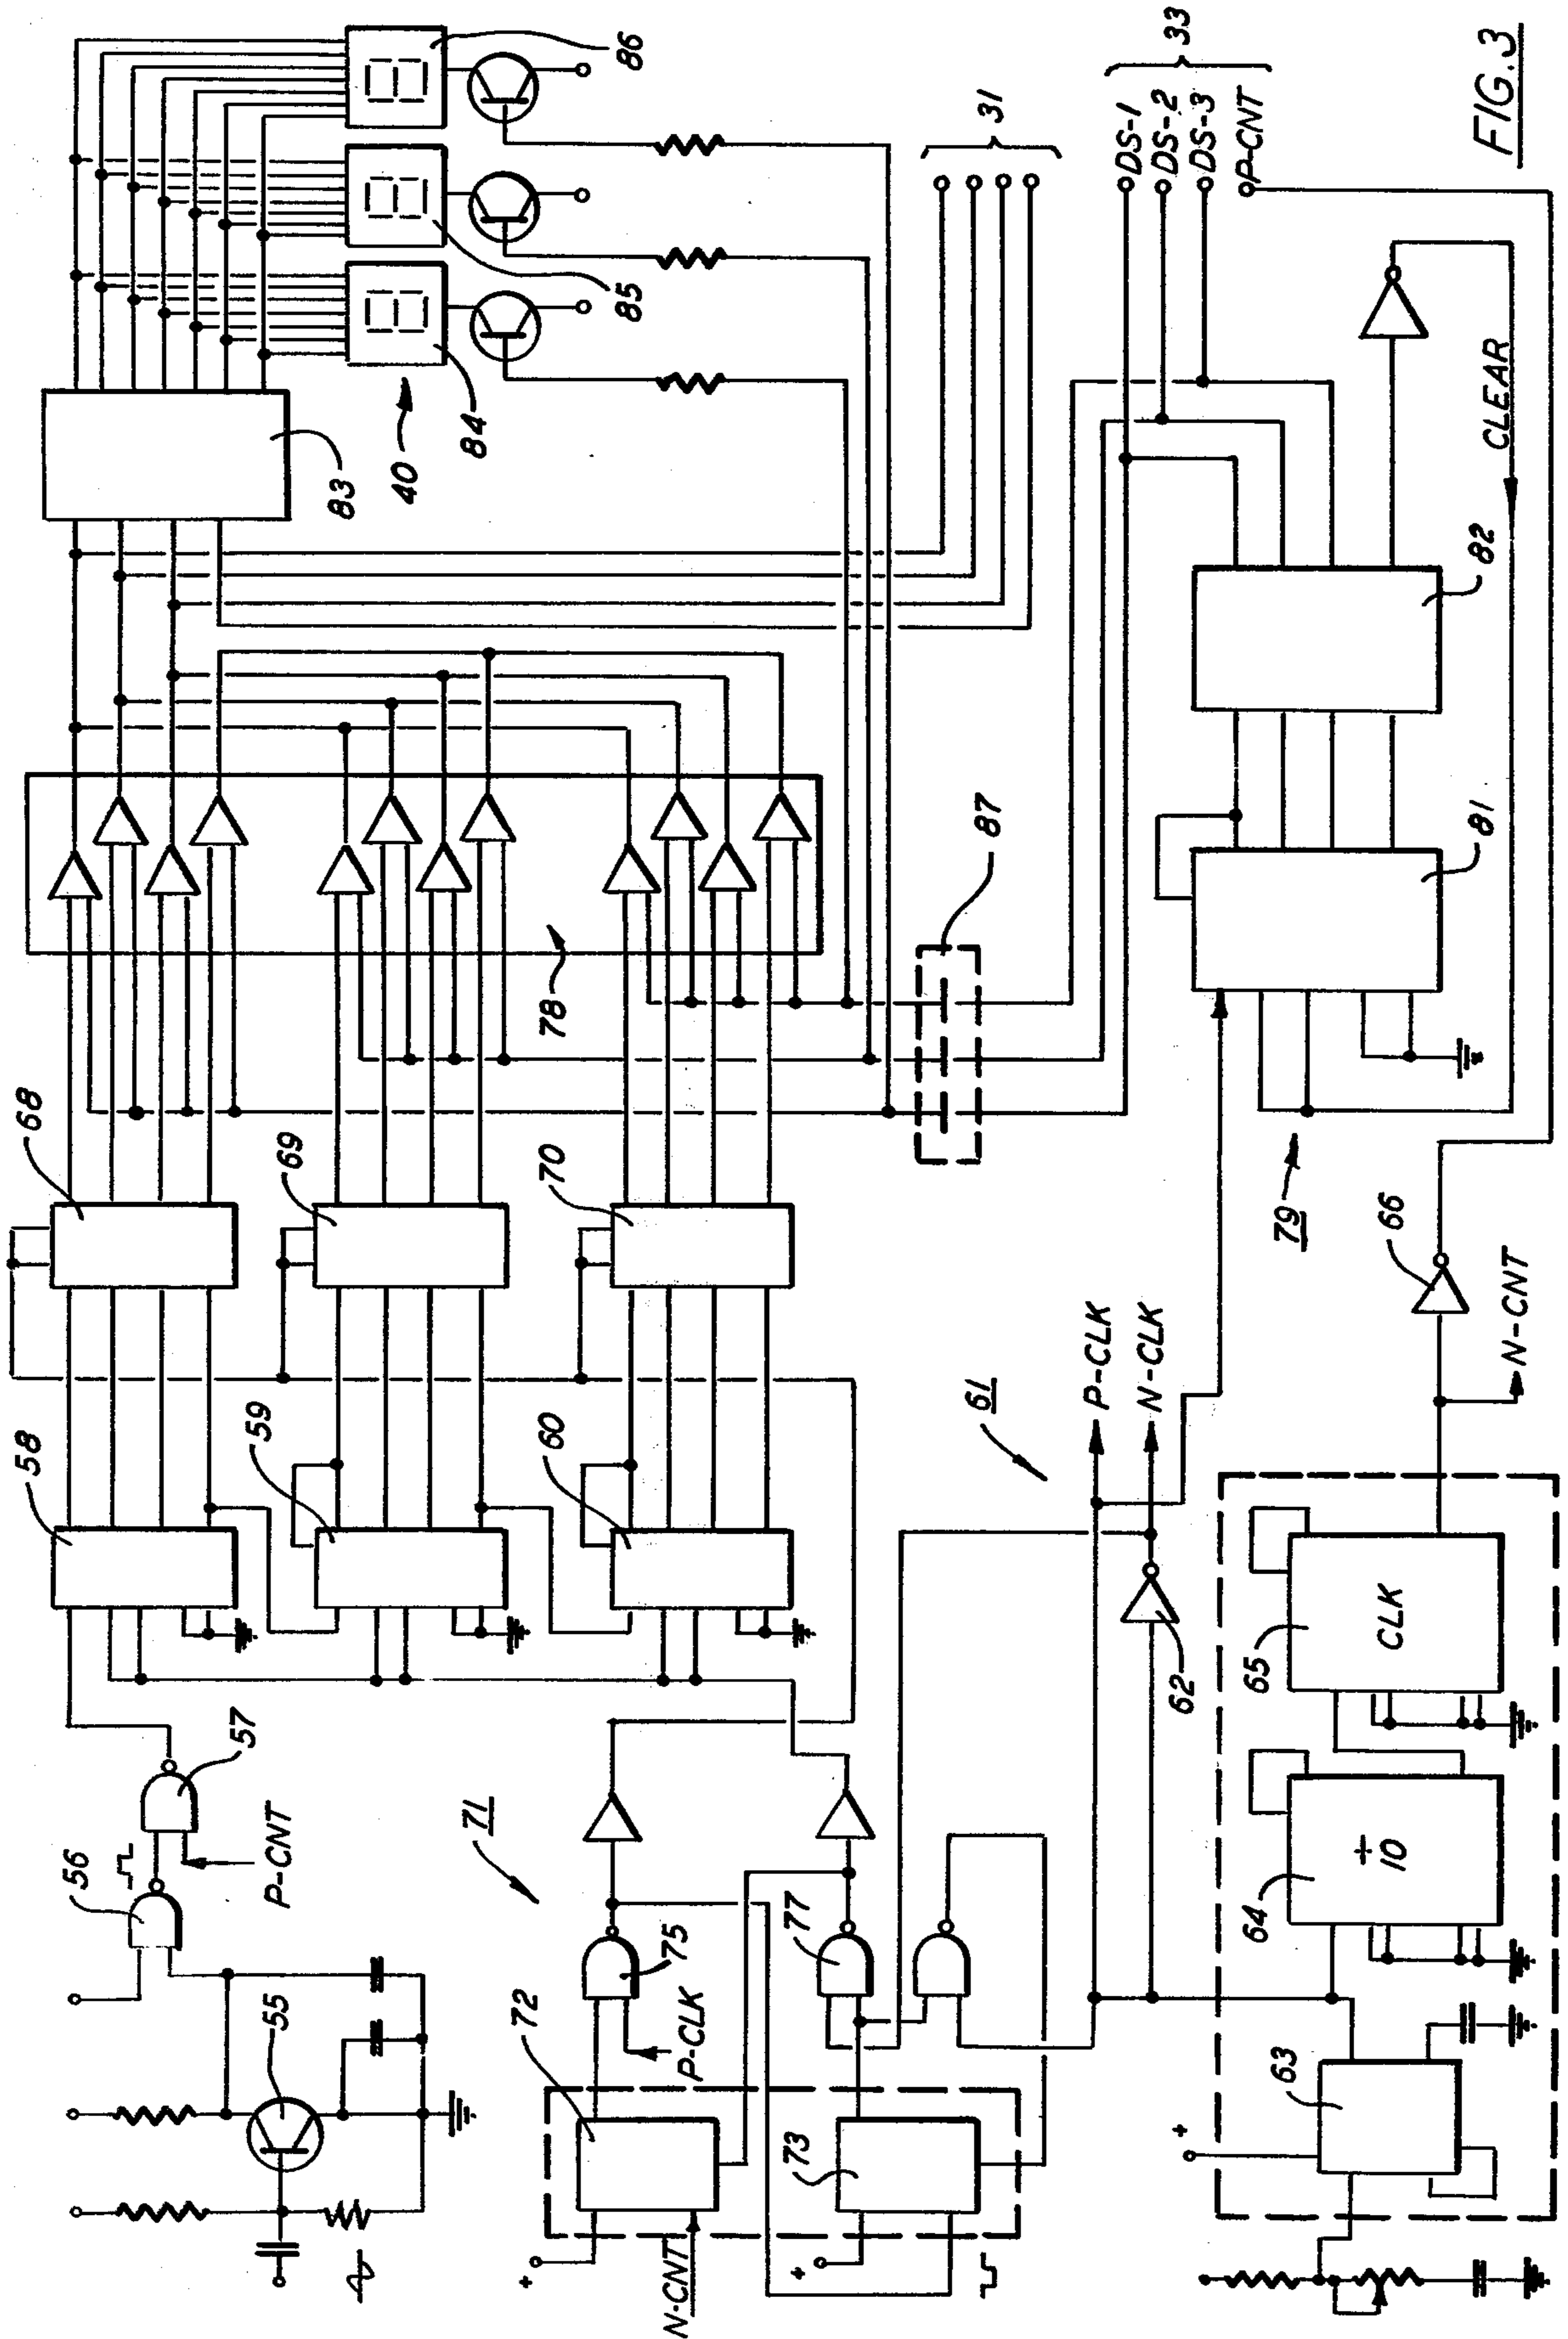 86
85
84
40
83
31
33
DS-1
DS-2
DS-3
P-CNT
FIG.3
CLEAR
82
81
79
87
78
68
69
70
58
59
60
61
P-CLK
N-CLK
66
N-CNT
57
56
P-CNT
55
71
72
75
P-CLK
77
73
N-CNT
+
+
62
65
CLK
64
÷
10
63
+